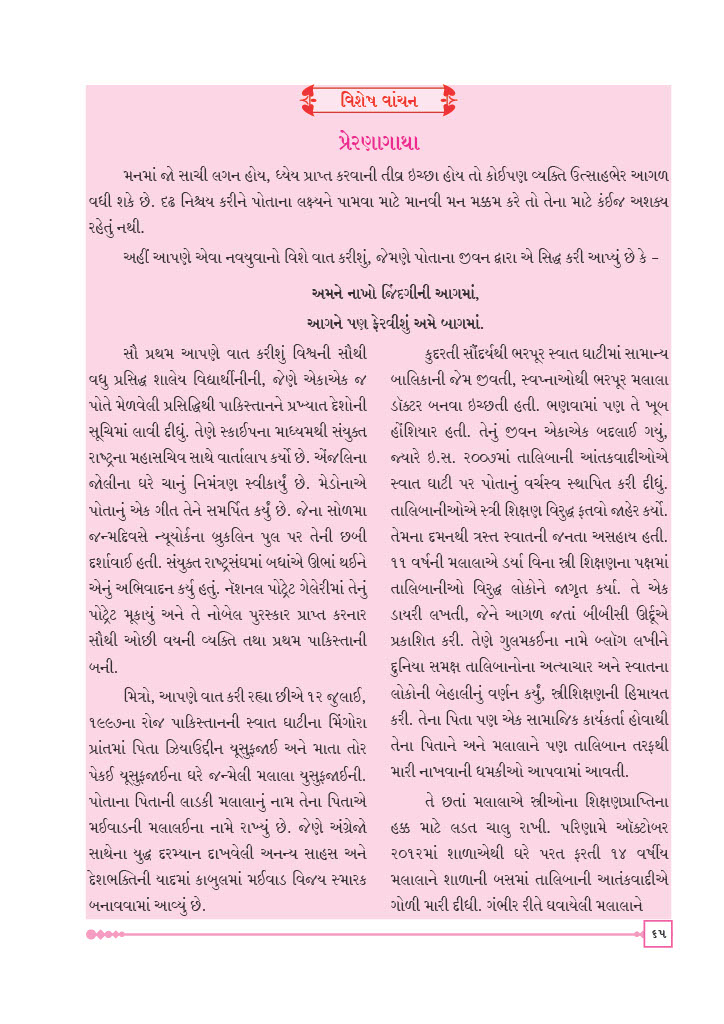 વિશેષ વાંચન
પ્રેરણાગાથા
મનમાં જો સાચી લગન હોય, ધ્યેય પ્રાપ્ત કરવાની તીવ્ર ઇચ્છા હોય તો કોઈપણ વ્યક્તિ ઉત્સાહભેર આગળ
વધી શકે છે. દૃઢ નિશ્ચય કરીને પોતાના લક્ષ્યને પામવા માટે માનવી મન મક્કમ કરે તો તેના માટે કંઈજ અશક્ય
રહેતું નથી.
અહીં આપણે એવા નવયુવાનો વિશે વાત કરીશું, જેમણે પોતાના જીવન દ્વારા એ સિદ્ધ કરી આપ્યું છે કે –
અમને નાખો જિંદગીની આગમાં,
આગને પણ ફેરવીશું અમે બાગમાં.
સૌ પ્રથમ આપણે વાત કરીશું વિશ્વની સૌથી
વધુ પ્રસિદ્ધ શાલેય વિદ્યાર્થીનીની, જેણે એકાએક જ
પોતે મેળવેલી પ્રસિદ્ધિથી પાકિસ્તાનને પ્રખ્યાત દેશોની
સૂચિમાં લાવી દીધું. તેણે સ્કાઈપના માધ્યમથી સંયુક્ત
રાષ્ટ્રના મહાસચિવ સાથે વાર્તાલાપ કર્યો છે. એંજલિના
જોલીના ઘરે ચાનું નિમંત્રણ સ્વીકાર્યું છે. મેડોનાએ
પોતાનું એક ગીત તેને સમર્પિત કર્યું છે. જેના સોળમા
જન્મદિવસે ન્યૂયોર્કના બ્રુકલિન પુલ પર તેની છબી
દર્શાવાઈ હતી. સંયુક્ત રાષ્ટ્રસંઘમાં બધાંએ ઊભાં થઈને
એનું અભિવાદન કર્યુ હતું. નૅશનલ પોટ્રેટ ગેલેરીમાં તેનું
પોટ્રેટ મૂકાયું અને તે નોબેલ પુરસ્કાર પ્રાપ્ત કરનાર
સૌથી ઓછી વયની વ્યક્તિ તથા પ્રથમ પાકિસ્તાની
બની.
મિત્રો, આપણે વાત કરી રહ્યા છીએ ૧૨ જુલાઈ,
૧૯૯૭ના રોજ પાકિસ્તાનની સ્વાત ઘાટીના મિંગોરા
પ્રાંતમાં પિતા ઝિયાઉદ્દીન યૂસુફજાઈ અને માતા તોર
પેકઈ યૂસુફજાઈના ઘરે જન્મેલી મલાલા યુસુફજાઈની.
પોતાના પિતાની લાડકી મલાલાનું નામ તેના પિતાએ
મઈવાડની મલાલઈના નામે રાખ્યું છે. જેણે અંગ્રેજો
સાથેના યુદ્ધ દરમ્યાન દાખવેલી અનન્ય સાહસ અને
દેશભક્તિની યાદમાં કાબુલમાં મઈવાડ વિજય સ્મારક
બનાવવામાં આવ્યું છે.
કુદરતી સૌંદર્યથી ભરપૂર સ્વાત ઘાટીમાં સામાન્ય
બાલિકાની જેમ જીવતી, સ્વપ્નાઓથી ભરપૂર મલાલા
ડૉક્ટર બનવા ઇચ્છતી હતી. ભણવામાં પણ તે ખૂબ
હોંશિયાર હતી. તેનું જીવન એકાએક બદલાઈ ગયું,
જ્યારે ઇ.સ. ૨૦૦૭માં તાલિબાની આંતકવાદીઓએ
સ્વાત ઘાટી પર પોતાનું વર્ચસ્વ સ્થાપિત કરી દીધું.
તાલિબાનીઓએ સ્ત્રી શિક્ષણ વિરુદ્ધ ફતવો જાહેર કર્યો.
તેમના દમનથી ત્રસ્ત સ્વાતની જનતા અસહાય હતી.
૧૧ વર્ષની મલાલાએ ડર્યા વિના સ્ત્રી શિક્ષણના પક્ષમાં
તાલિબાનીઓ વિરુદ્ધ લોકોને જાગૃત કર્યા. તે એક
ડાયરી લખતી, જેને આગળ જતાં બીબીસી ઊર્દૂએ
પ્રકાશિત કરી. તેણે ગુલમકઈના નામે બ્લૉગ લખીને
દુનિયા સમક્ષ તાલિબાનોના અત્યાચાર અને સ્વાતના
લોકોની બેહાલીનું વર્ણન કર્યું, સ્ત્રીશિક્ષણની હિમાયત
કરી. તેના પિતા પણ એક સામાજિક કાર્યકર્તા હોવાથી
તેના પિતાને અને મલાલાને પણ તાલિબાન તરફથી
મારી નાખવાની ધમકીઓ આપવામાં આવતી.
તે છતાં મલાલાએ સ્ત્રીઓના શિક્ષણપ્રાપ્તિના
હક્ક માટે લડત ચાલુ રાખી. પરિણામે ઑક્ટોબર
૨૦૧૨માં શાળાએથી ઘરે પરત ફરતી ૧૪ વર્ષીય
મલાલાને શાળાની બસમાં તાલિબાની આતંકવાદીએ
ગોળી મારી દીધી. ગંભીર રીતે ઘવાયેલી મલાલાને
૬૫